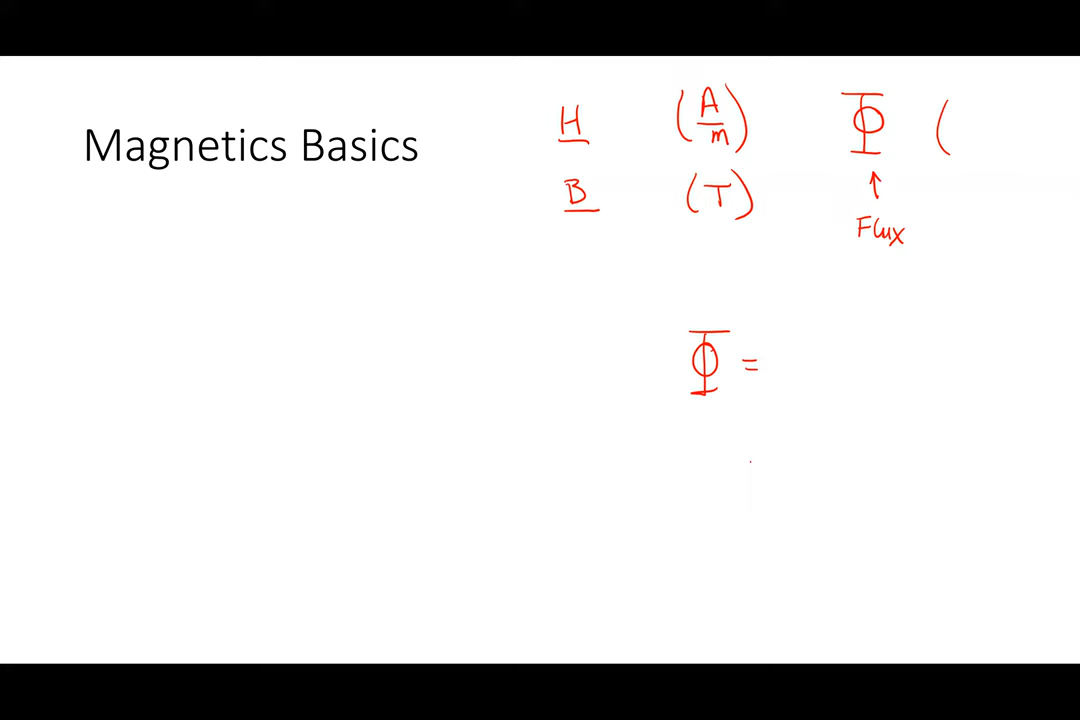 Magnetics Basics
H (A/m) Φ (
B (T)
↑
Flux
Φ =